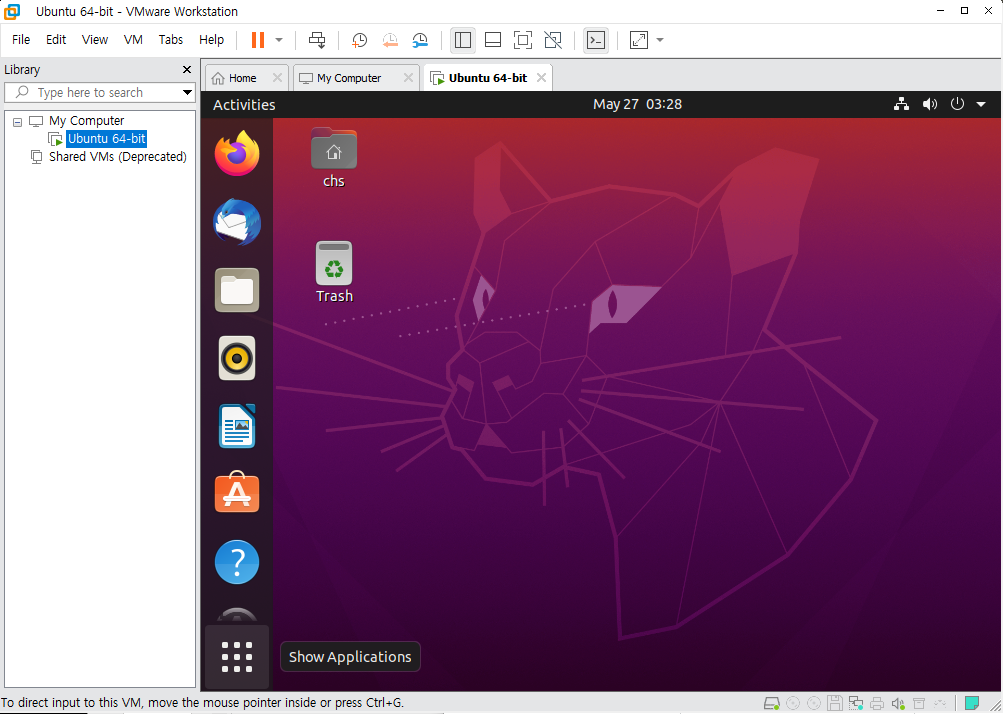 Ubuntu 64-bit - VMware Workstation
File Edit View VM Tabs Help
Library
Type here to search
My Computer
Ubuntu 64-bit
Shared VMs (Deprecated)
Home
My Computer
Ubuntu 64-bit
Activities
May 27 03:28
chs
Trash
Show Applications
To direct input to this VM, move the mouse pointer inside or press Ctrl+G.